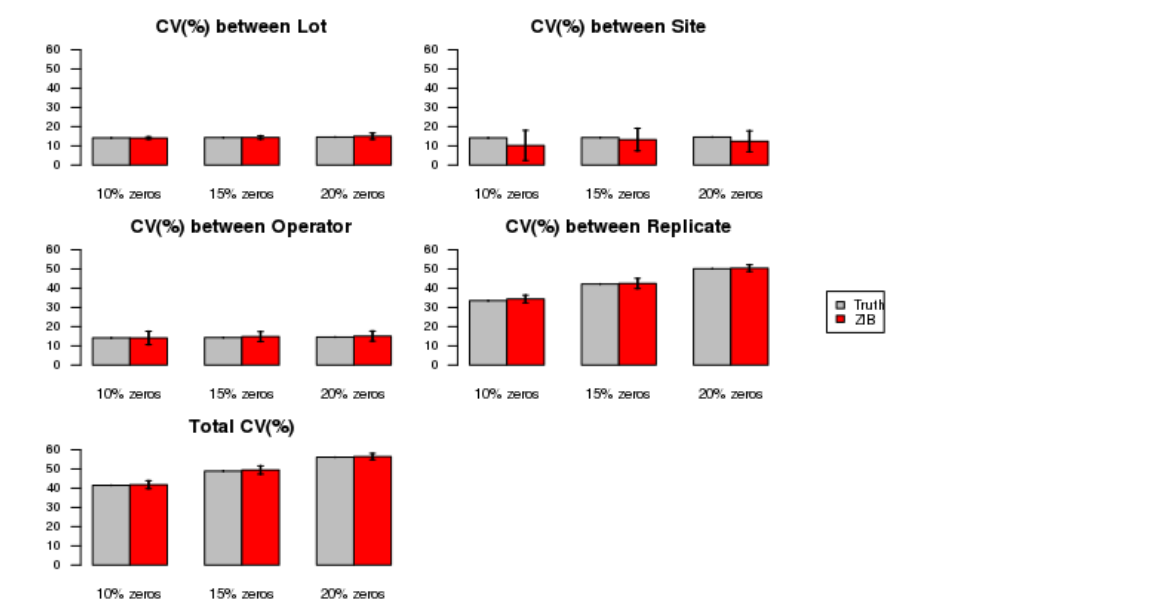 CV(%) between Lot
60
50
40
30
20
10
0
10% zeros
15% zeros
20% zeros
CV(%) between Site
60
50
40
30
20
10
0
10% zeros
15% zeros
20% zeros
CV(%) between Operator
60
50
40
30
20
10
0
10% zeros
15% zeros
20% zeros
CV(%) between Replicate
60
50
40
30
20
10
0
10% zeros
15% zeros
20% zeros
Truth
ZIB
Total CV(%)
60
50
40
30
20
10
0
10% zeros
15% zeros
20% zeros